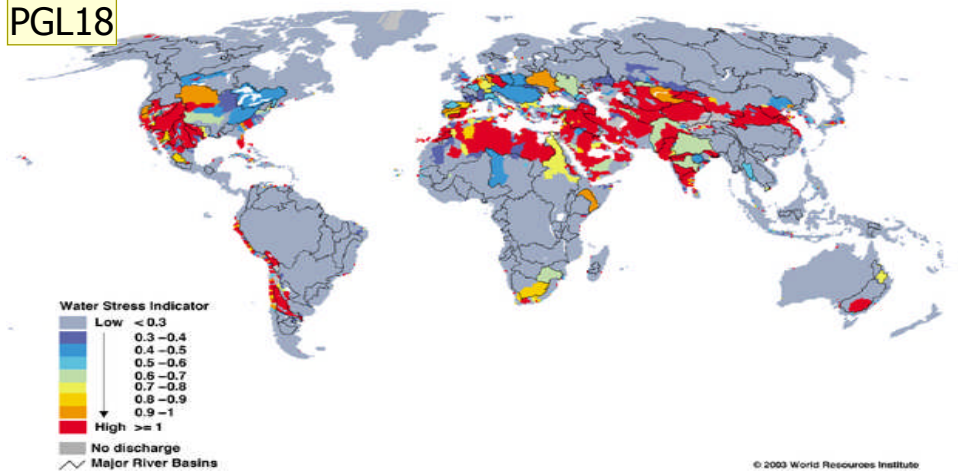 PGL18
Water Stress Indicator
Low < 0.3
0.3 –0.4
0.4 –0.5
0.5 –0.6
0.6 –0.7
0.7 –0.8
0.8 –0.9
0.9 –1
High >= 1
No discharge
Major River Basins
© 2003 World Resources Institute